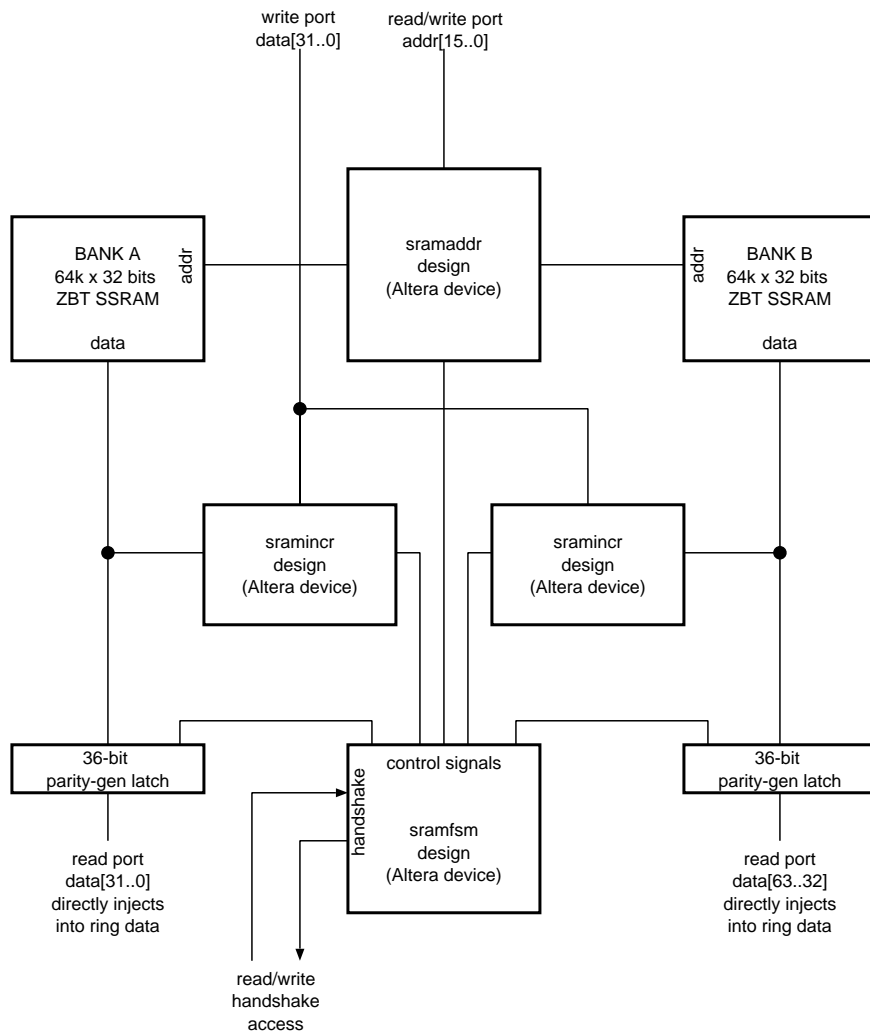 write port
data[31..0]
read/write port
addr[15..0]
BANK A
64k x 32 bits
ZBT SSRAM
addr
data
sramaddr
design
(Altera device)
BANK B
64k x 32 bits
ZBT SSRAM
addr
data
sramincr
design
(Altera device)
sramincr
design
(Altera device)
36-bit
parity-gen latch
control signals
handshake
sramfsm
design
(Altera device)
36-bit
parity-gen latch
read port
data[31..0]
directly injects
into ring data
read port
data[63..32]
directly injects
into ring data
read/write
handshake
access